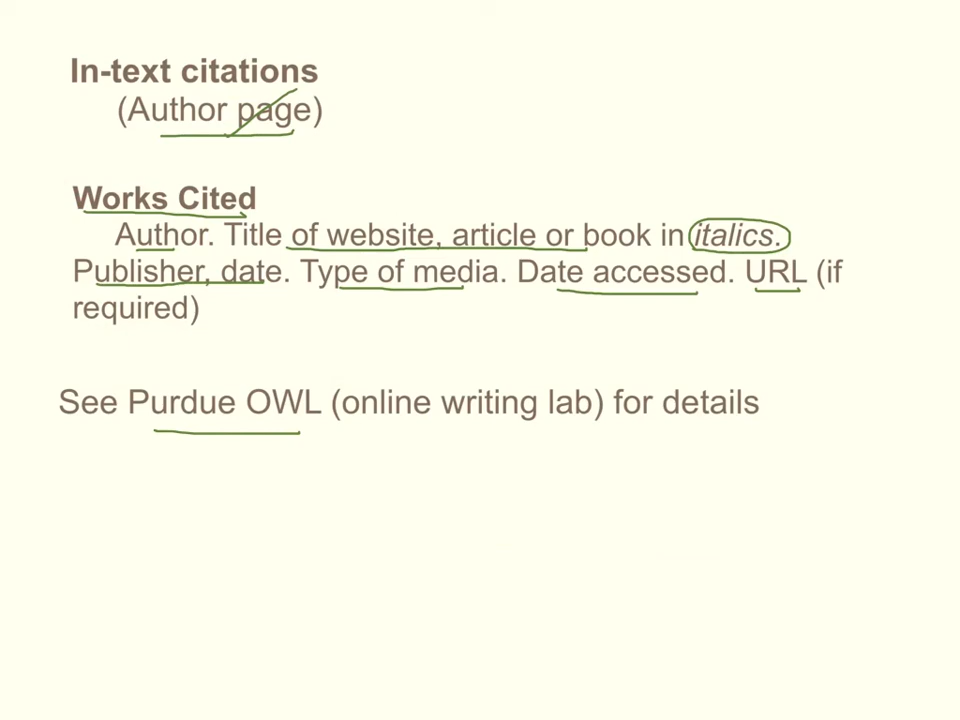 In-text citations
(Author page)
Works Cited
Author. Title of website, article or book in italics.
Publisher, date. Type of media. Date accessed. URL (if
required)
See Purdue OWL (online writing lab) for details